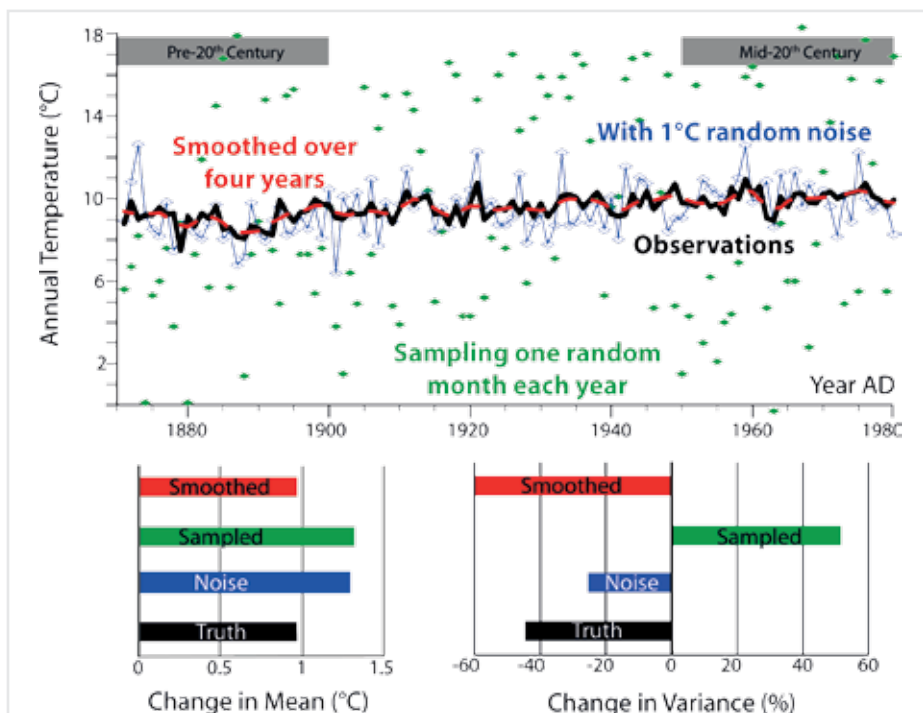 18
14
10
6
2
Annual Temperature (°C)
Pre-20th Century
Mid-20th Century
With 1°C random noise
Smoothed over
four years
Observations
Sampling one random
month each year
Year AD
1880
1900
1920
1940
1960
1980
Smoothed
Sampled
Noise
Truth
0
0.5
1
1.5
Change in Mean (°C)
Smoothed
Sampled
Noise
Truth
-60
-40
-20
0
20
40
60
Change in Variance (%)